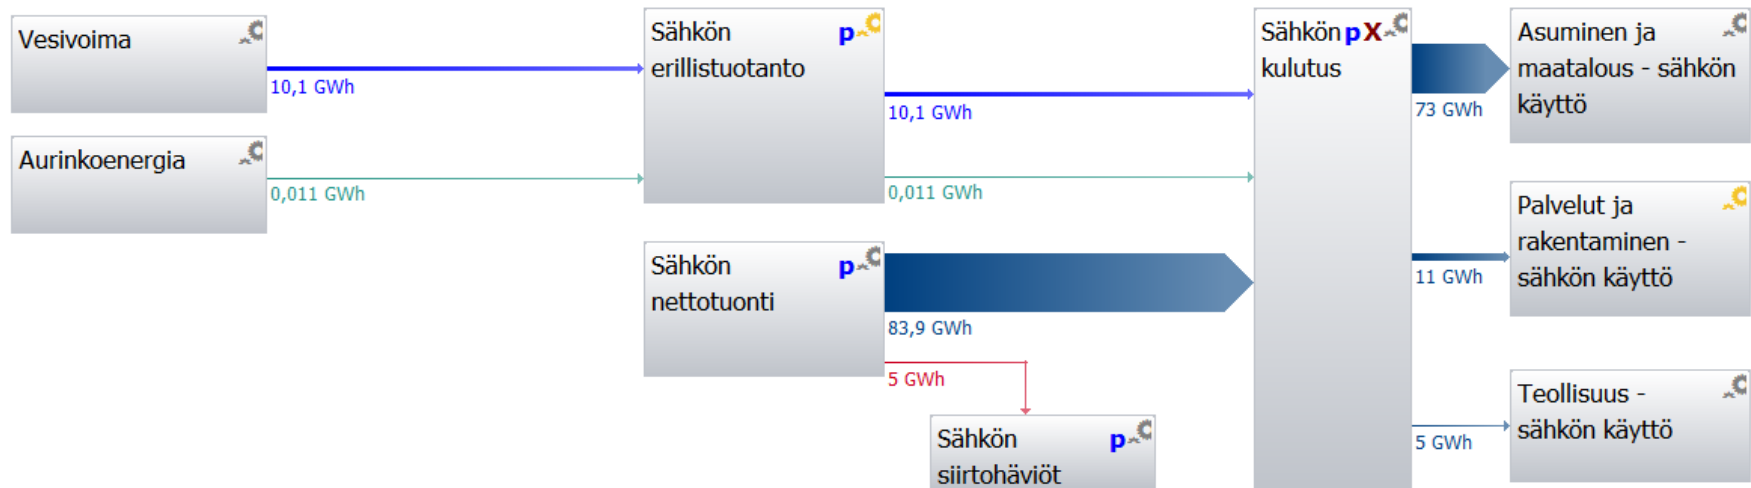 Vesivoima
10,1 GWh
Aurinkoenergia
0,011 GWh
Sähkön p
erillistuotanto
10,1 GWh
0,011 GWh
Sähkön p
nettotuonti
83,9 GWh
5 GWh
Sähkön p
siirtohäviöt
Sähkön p X
kulutus
73 GWh
11 GWh
5 GWh
Asuminen ja
maatalous - sähkön
käyttö
Palvelut ja
rakentaminen -
sähkön käyttö
Teollisuus -
sähkön käyttö